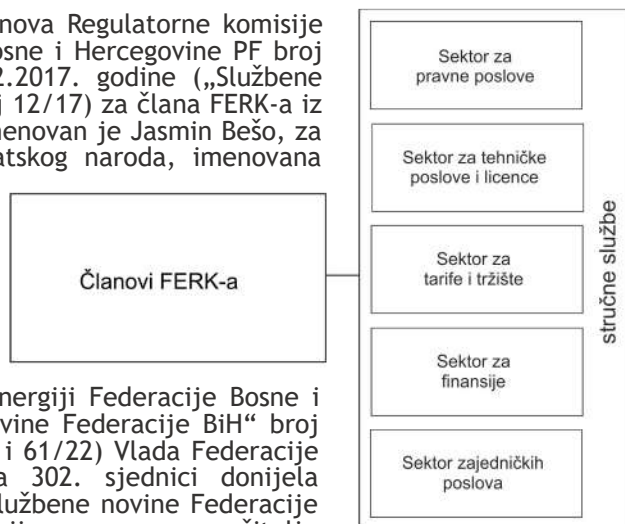 nova Regulatorne komisije
osne i Hercegovine PF broj
2.2017. godine („Službene
j 12/17) za člana FERK-a iz
menovan je Jasmin Bešo, za
atskog naroda, imenovana
Članovi FERK-a
nergiji Federacije Bosne i
vine Federacije BiH“ broj
i 61/22) Vlada Federacije
a 302. sjednici donijela
lužbene novine Federacije
Sektor za
pravne poslove
Sektor za tehničke
poslove i licence
Sektor za
tarife i tržište
Sektor za
finansije
Sektor zajedničkih
poslova
stručne službe